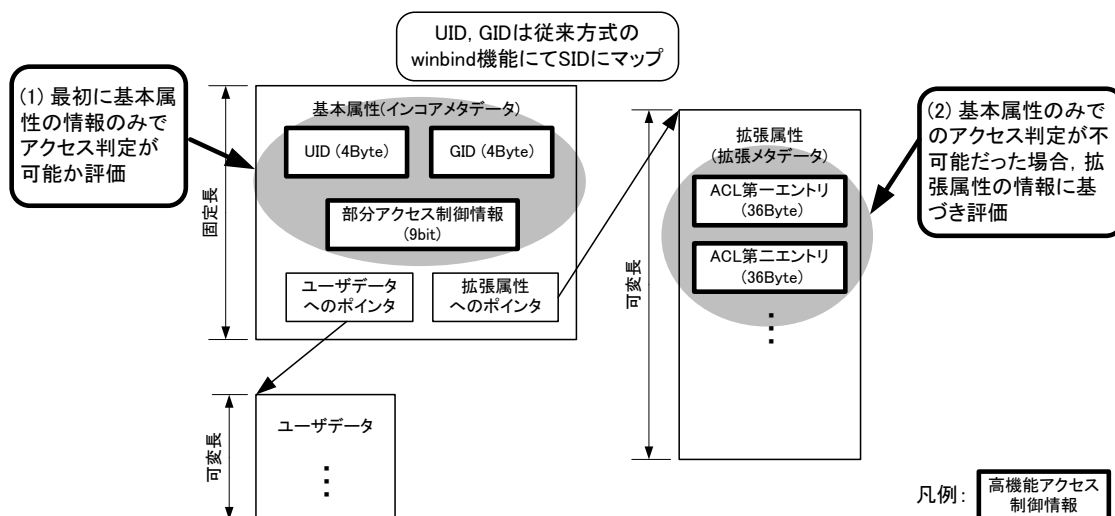 UID, GIDは従来方式の
winbind機能にてSIDにマップ
(1) 最初に基本属
性の情報のみで
アクセス判定が
可能か評価
基本属性(インコアメタデータ)
UID (4Byte)
GID (4Byte)
部分アクセス制御情報
(9bit)
ユーザデータ
へのポインタ
拡張属性
へのポインタ
固定長
拡張属性
(拡張メタデータ)
ACL第一エントリ
(36Byte)
ACL第二エントリ
(36Byte)
可変長
(2) 基本属性のみで
のアクセス判定が不
可能だった場合, 拡
張属性の情報に基
づき評価
ユーザデータ
可変長
凡例:
高機能アクセス
制御情報